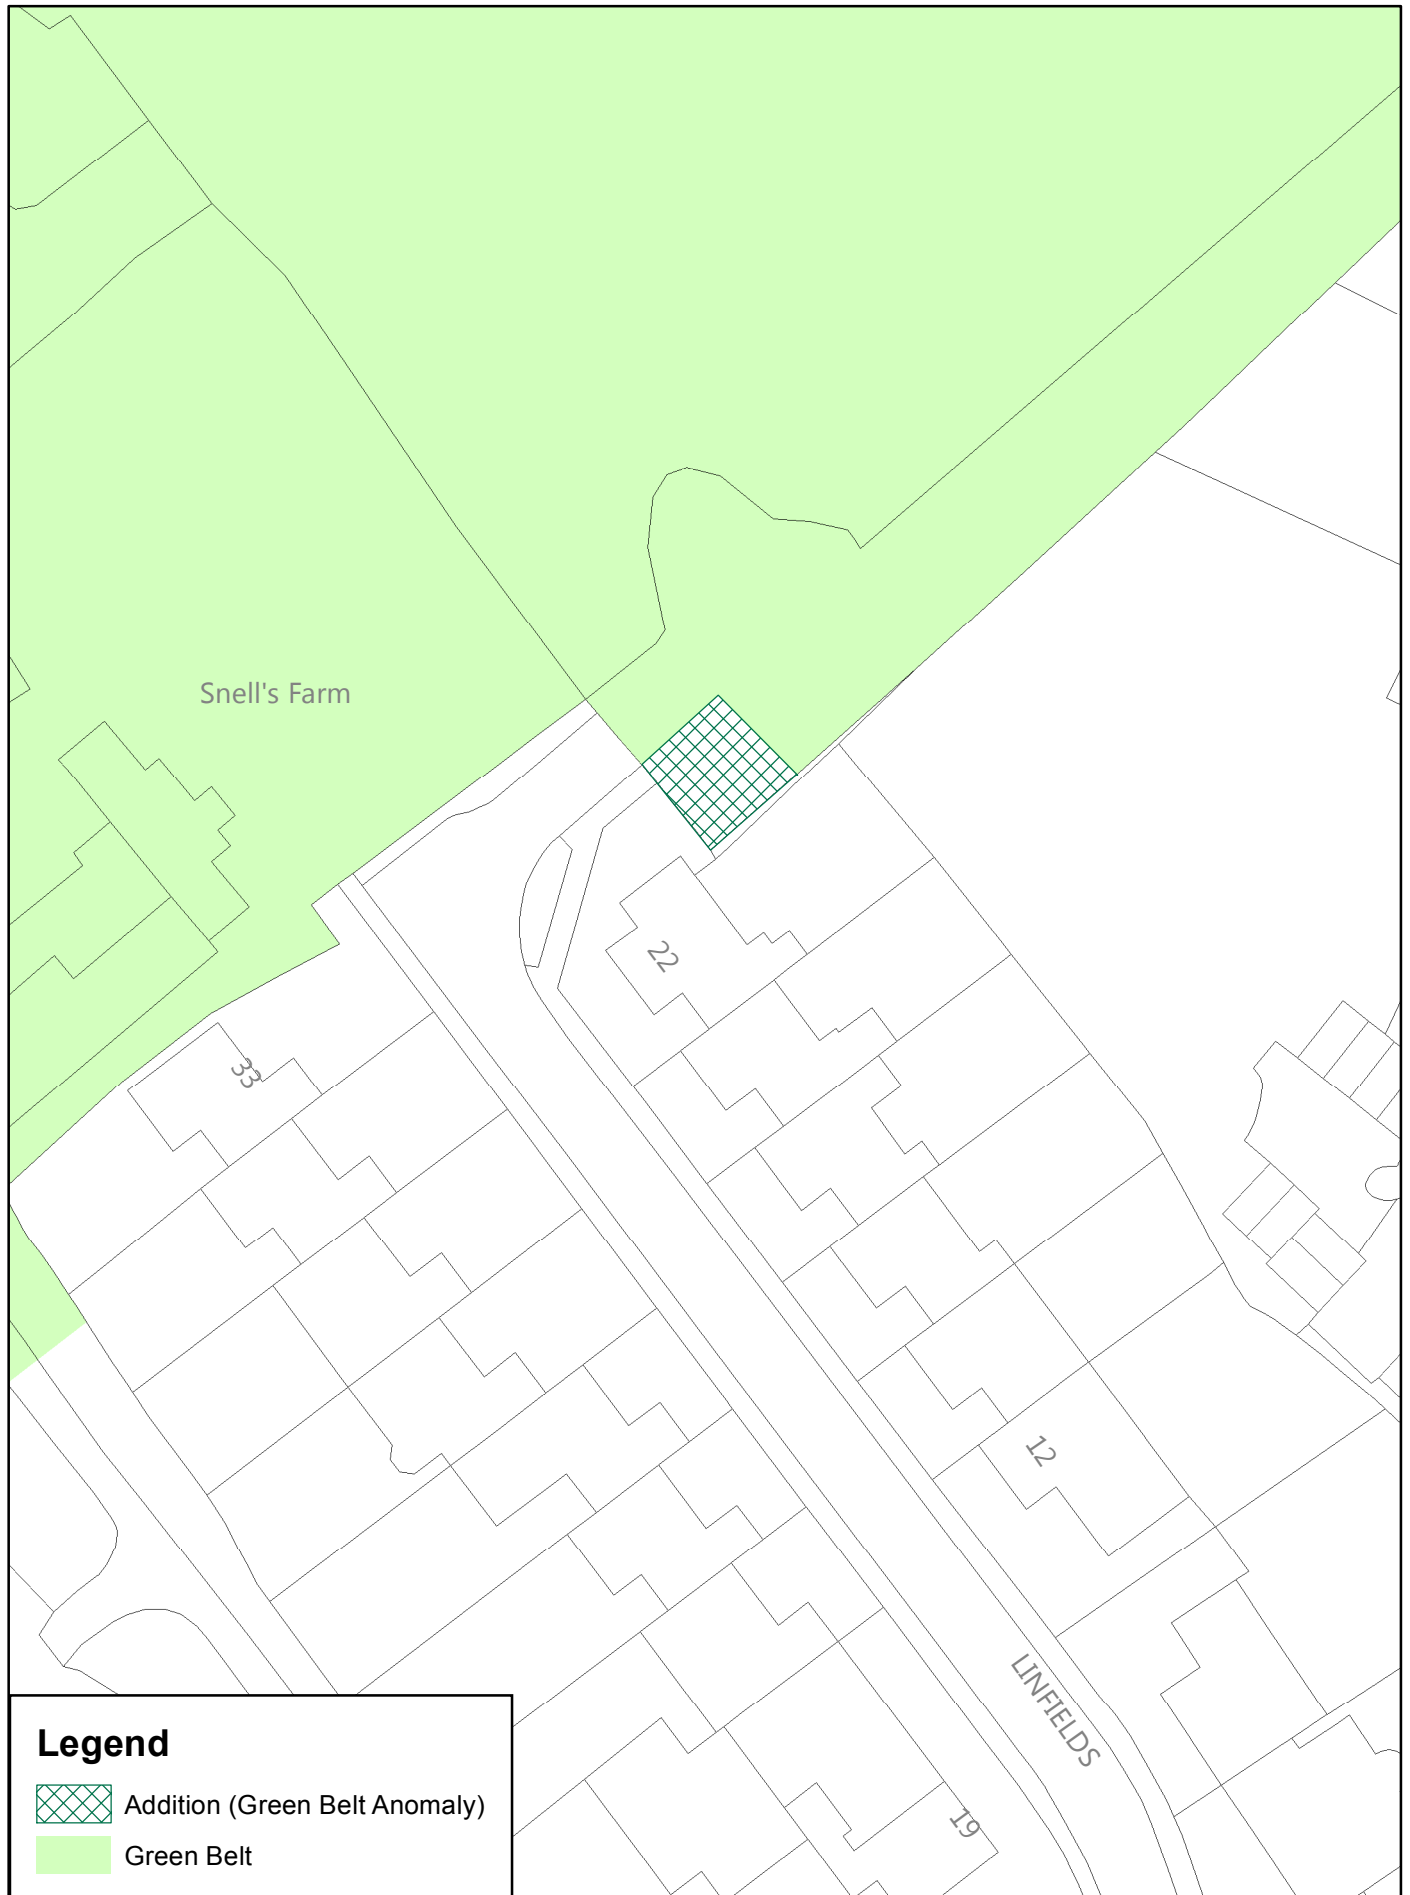 Snell's Farm
22
33
12
LINFIELDS
19
Legend
Addition (Green Belt Anomaly)
Green Belt